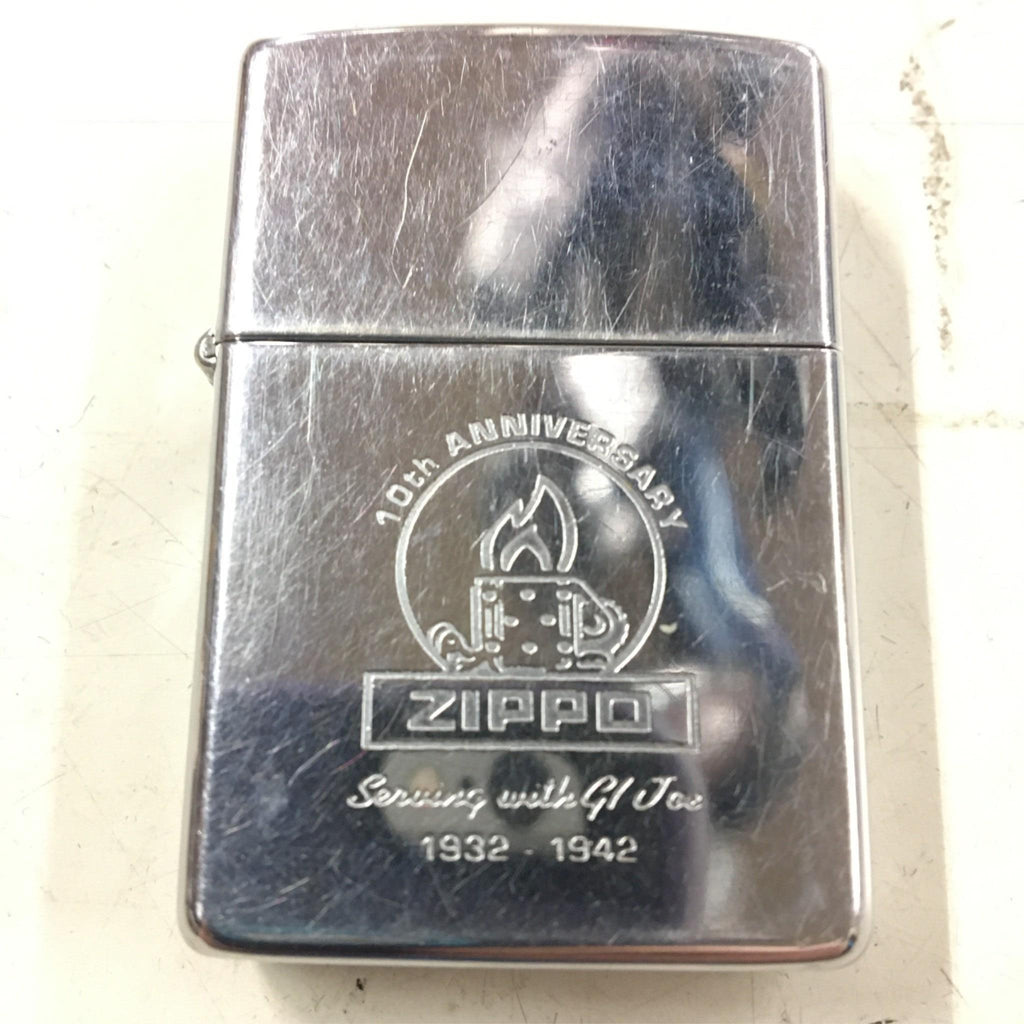 10th ANNIVERSARY
ZIPPO
Serving with GI Joe
1932 - 1942